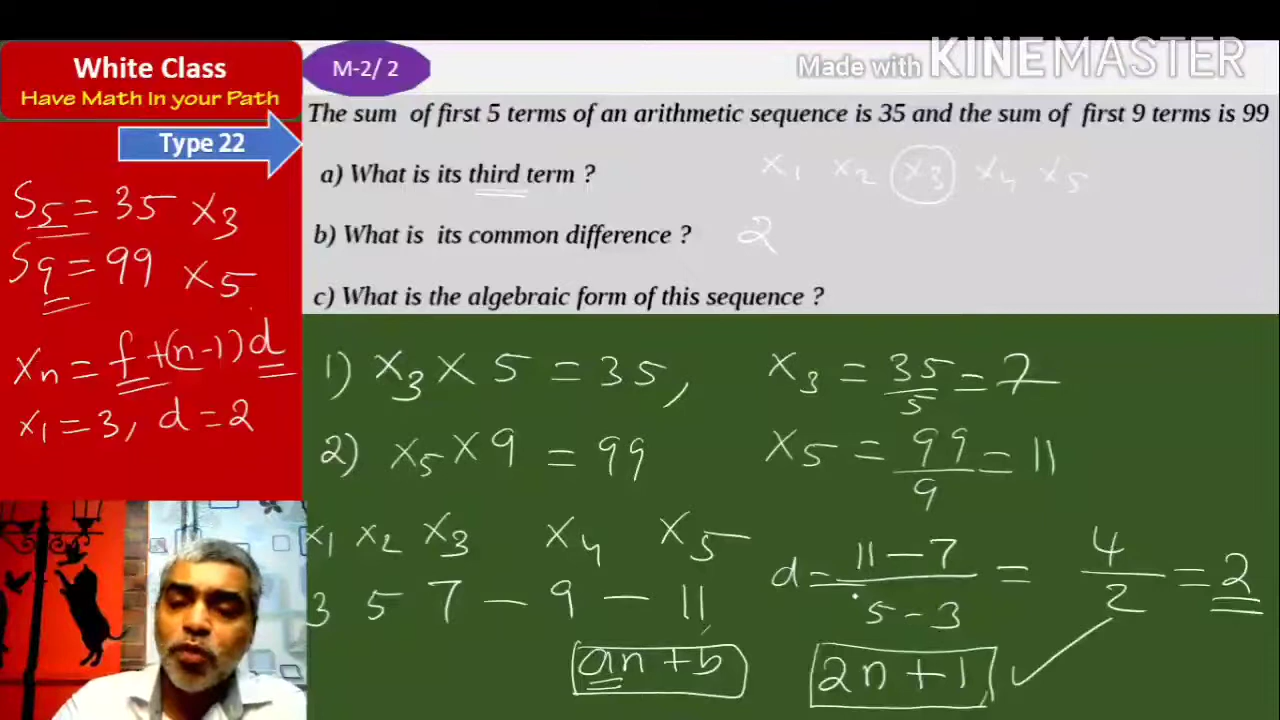 Made with KINEMASTER
White Class
Have Math in your Path
M-2/ 2
Type 22
The sum of first 5 terms of an arithmetic sequence is 35 and the sum of first 9 terms is 99
a) What is its third term ?
x1 x2 x3 x4 x5
b) What is its common difference ? 2
c) What is the algebraic form of this sequence ?
S5 = 35 x3
S9 = 99 x5
xn = f + (n-1) d
x1 = 3, d = 2
1) x3 × 5 = 35, x3 = 35/5 = 7
2) x5 × 9 = 99 x5 = 99/9 = 11
x1 x2 x3 x4 x5
3 5 7 – 9 – 11
d = 11 – 7 / 5 – 3 = 4/2 = 2
an + b 2n + 1